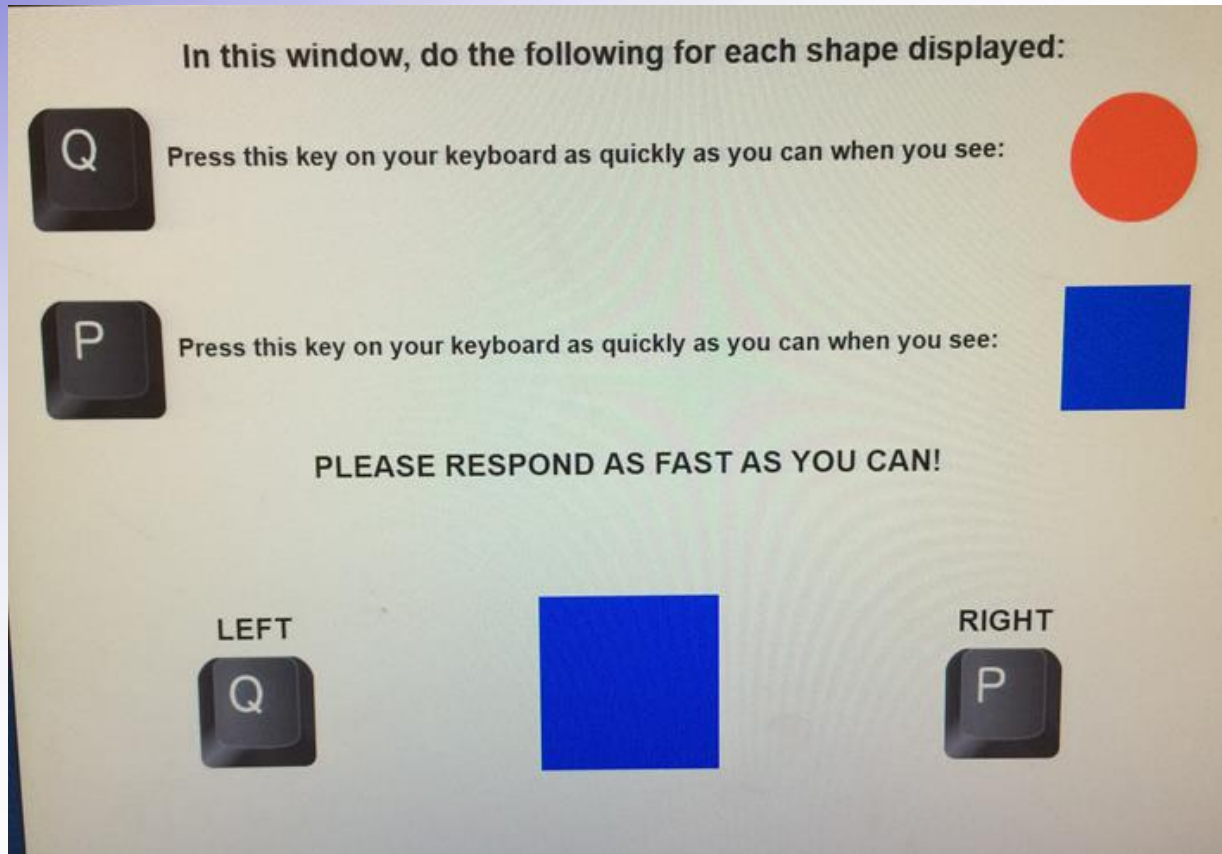 In this window, do the following for each shape displayed:
Q
Press this key on your keyboard as quickly as you can when you see:
P
Press this key on your keyboard as quickly as you can when you see:
PLEASE RESPOND AS FAST AS YOU CAN!
LEFT
RIGHT
Q
P